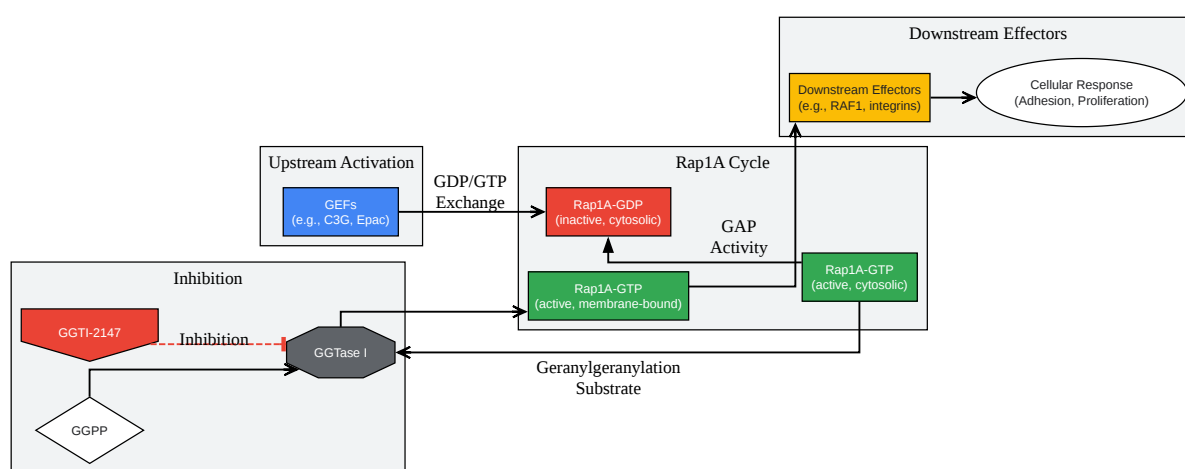 Downstream Effectors
Downstream Effectors
(e.g., RAF1, integrins)
Cellular Response
(Adhesion, Proliferation)
Upstream Activation
GEFs
(e.g., C3G, Epac)
GDP/GTP
Exchange
Rap1A Cycle
Rap1A-GDP
(inactive, cytosolic)
GAP
Activity
Rap1A-GTP
(active, membrane-bound)
Rap1A-GTP
(active, cytosolic)
Inhibition
GGTI-2147
Inhibition
GGTase I
GGPP
Geranylgeranylation
Substrate